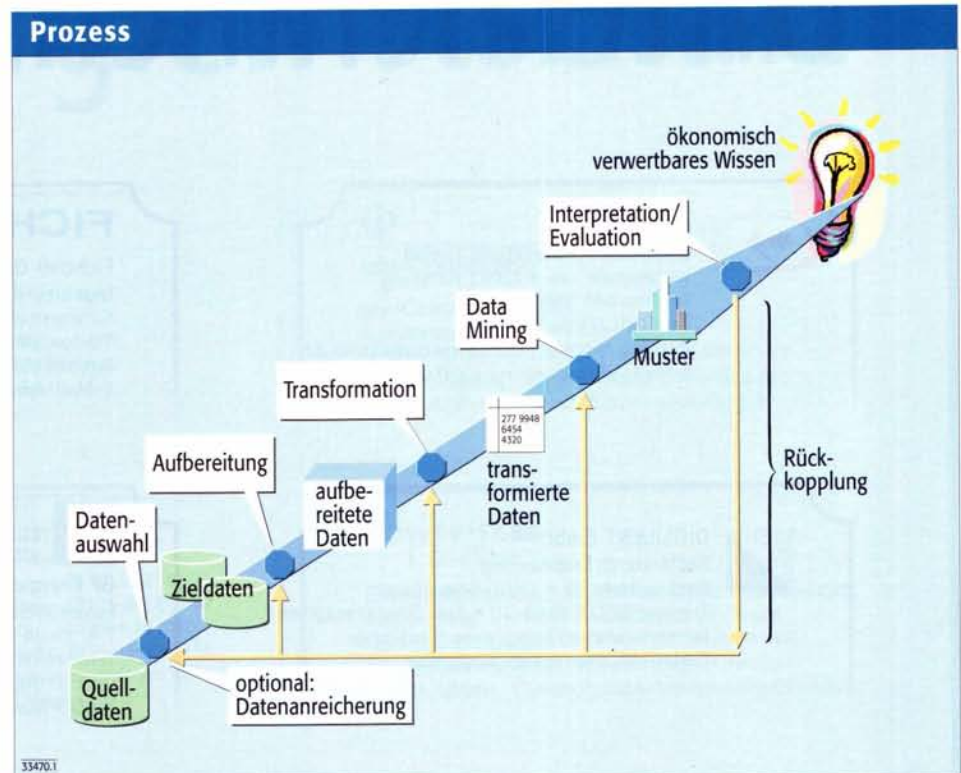 Prozess
ökonomisch
verwertbares Wissen
Interpretation/
Evaluation
Data
Mining
Muster
Transformation
277 9948
6454
4320
trans-
formierte
Daten
Rück-
kopplung
Aufbereitung
aufbe-
reitete
Daten
Daten-
auswahl
Zieldaten
Quell-
daten
optional:
Datenanreicherung
33470.1